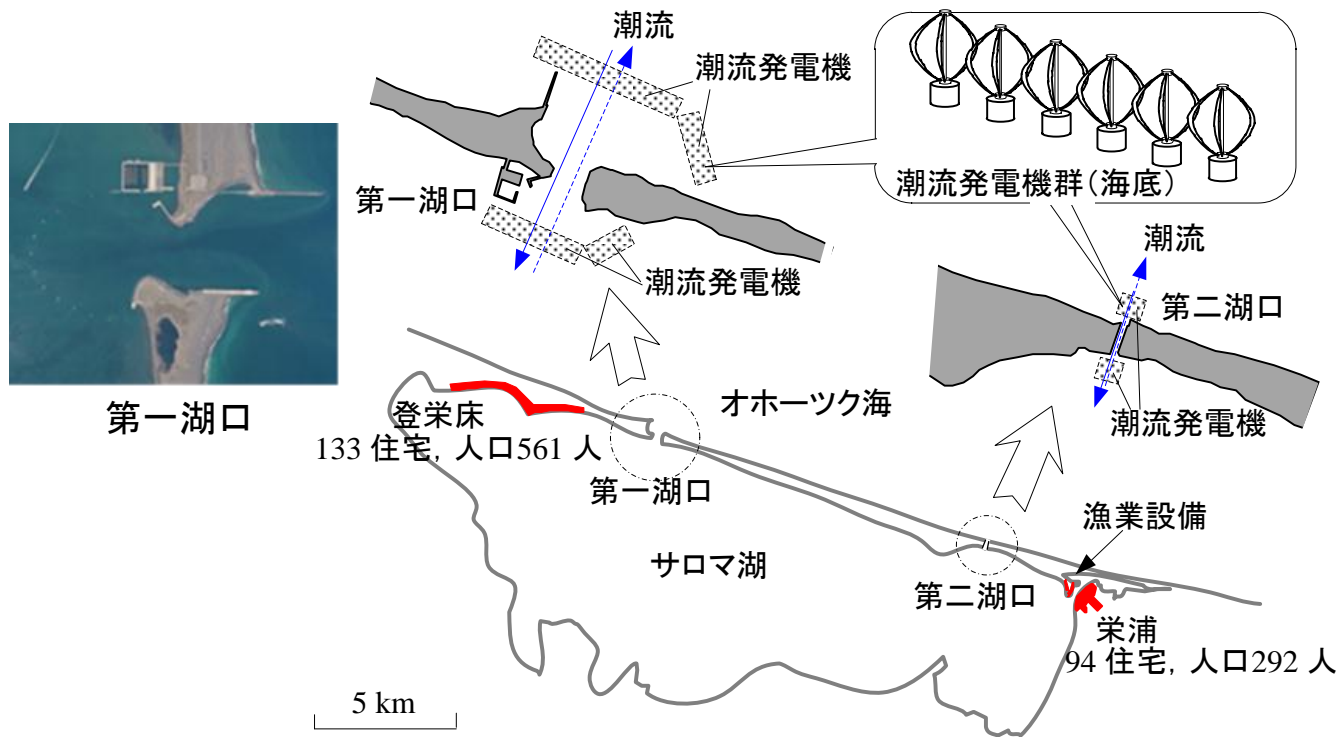 潮流
潮流発電機
潮流発電機群(海底)
第一湖口
潮流発電機
潮流
第二湖口
潮流発電機
第一湖口
オホーツク海
登栄床
133 住宅, 人口561 人
第一湖口
漁業設備
サロマ湖
第二湖口
栄浦
94 住宅, 人口292 人
5 km